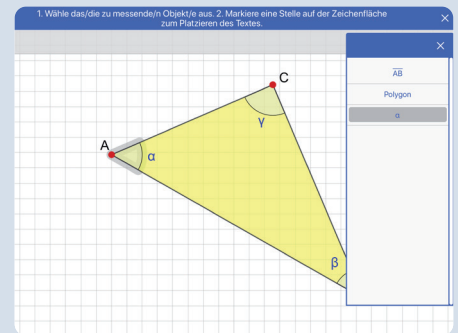 1. Wähle das/die zu messende/n Objekt/e aus. 2. Markiere eine Stelle auf der Zeichenfläche
zum Platzieren des Textes.
×
×
AB
Polygon
α
C
γ
A
α
β